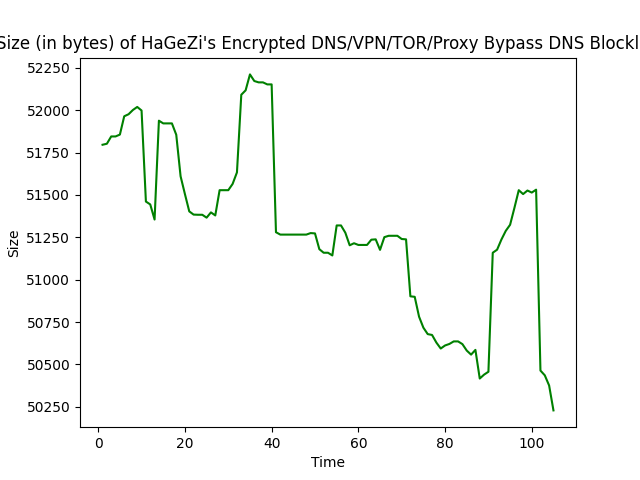 Size (in bytes) of HaGeZi's Encrypted DNS/VPN/TOR/Proxy Bypass DNS Blockl
52250
52000
51750
51500
51250
51000
50750
50500
50250
Size
0 20 40 60 80 100
Time